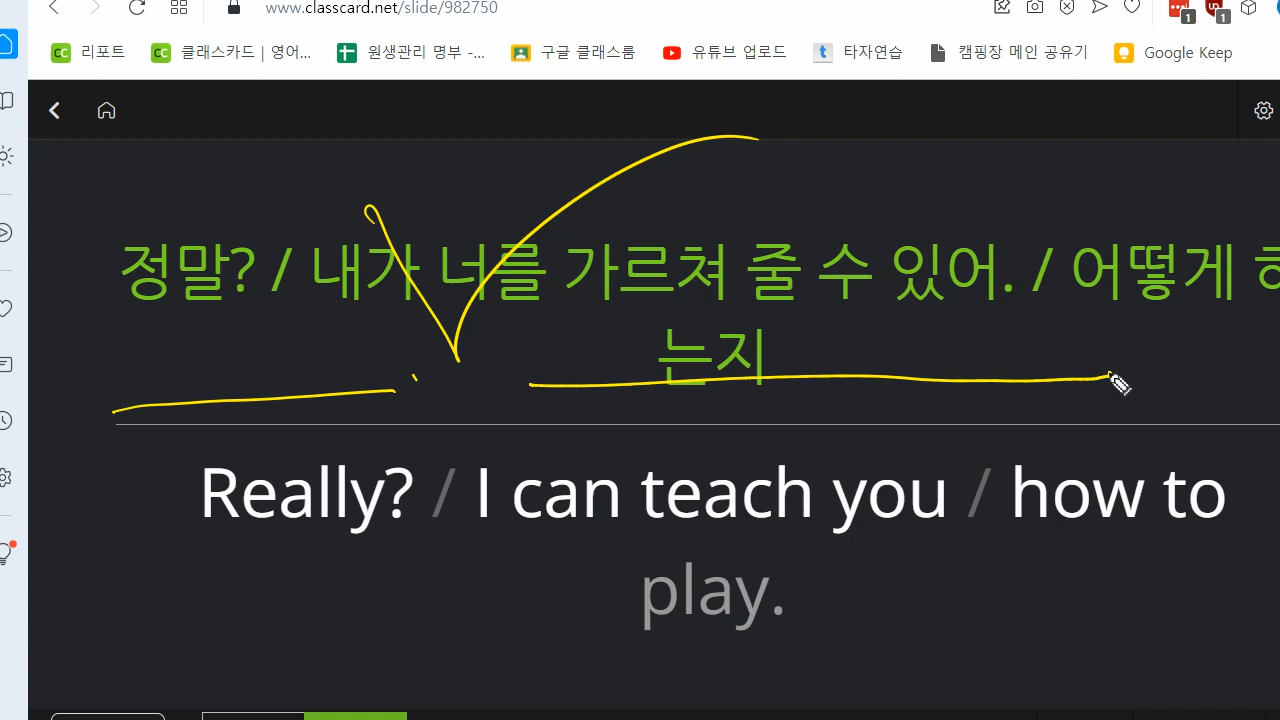 www.classcard.net/slide/982750
1
1
리포트
클래스카드 | 영어...
원생관리 명부 -...
구글 클래스룸
유튜브 업로드
타자연습
캠핑장 메인 공유기
Google Keep
정말? / 내가 너를 가르쳐 줄 수 있어. / 어떻게 하
는지
Really? / I can teach you / how to
play.